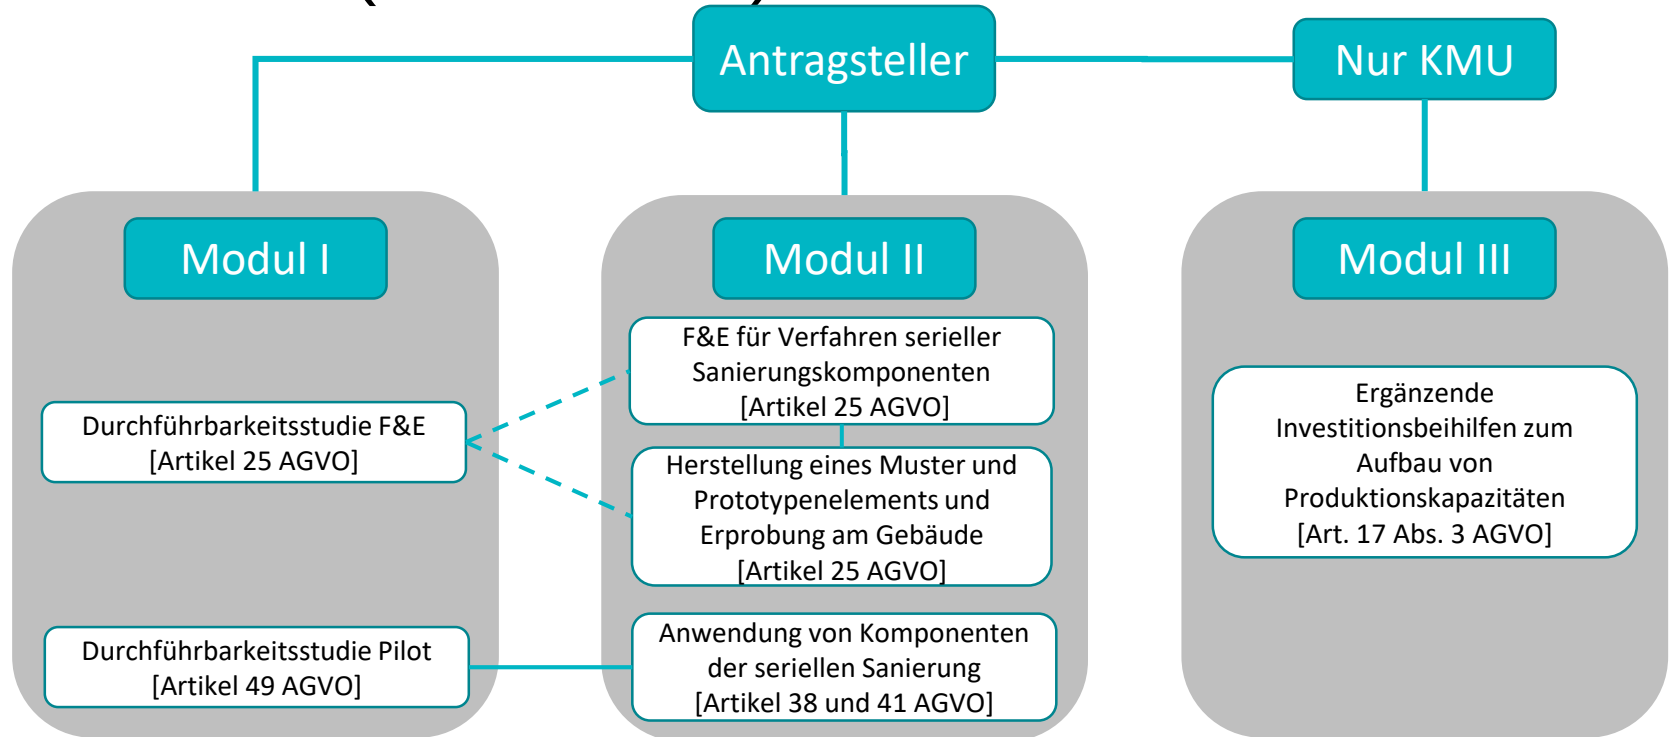 Antragsteller
Nur KMU
Modul I
Durchführbarkeitsstudie F&E
[Artikel 25 AGVO]
Durchführbarkeitsstudie Pilot
[Artikel 49 AGVO]
Modul II
F&E für Verfahren serieller
Sanierungskomponenten
[Artikel 25 AGVO]
Herstellung eines Muster und
Prototypenelements und
Erprobung am Gebäude
[Artikel 25 AGVO]
Anwendung von Komponenten
der seriellen Sanierung
[Artikel 38 und 41 AGVO]
Modul III
Ergänzende
Investitionsbeihilfen zum
Aufbau von
Produktionskapazitäten
[Art. 17 Abs. 3 AGVO]